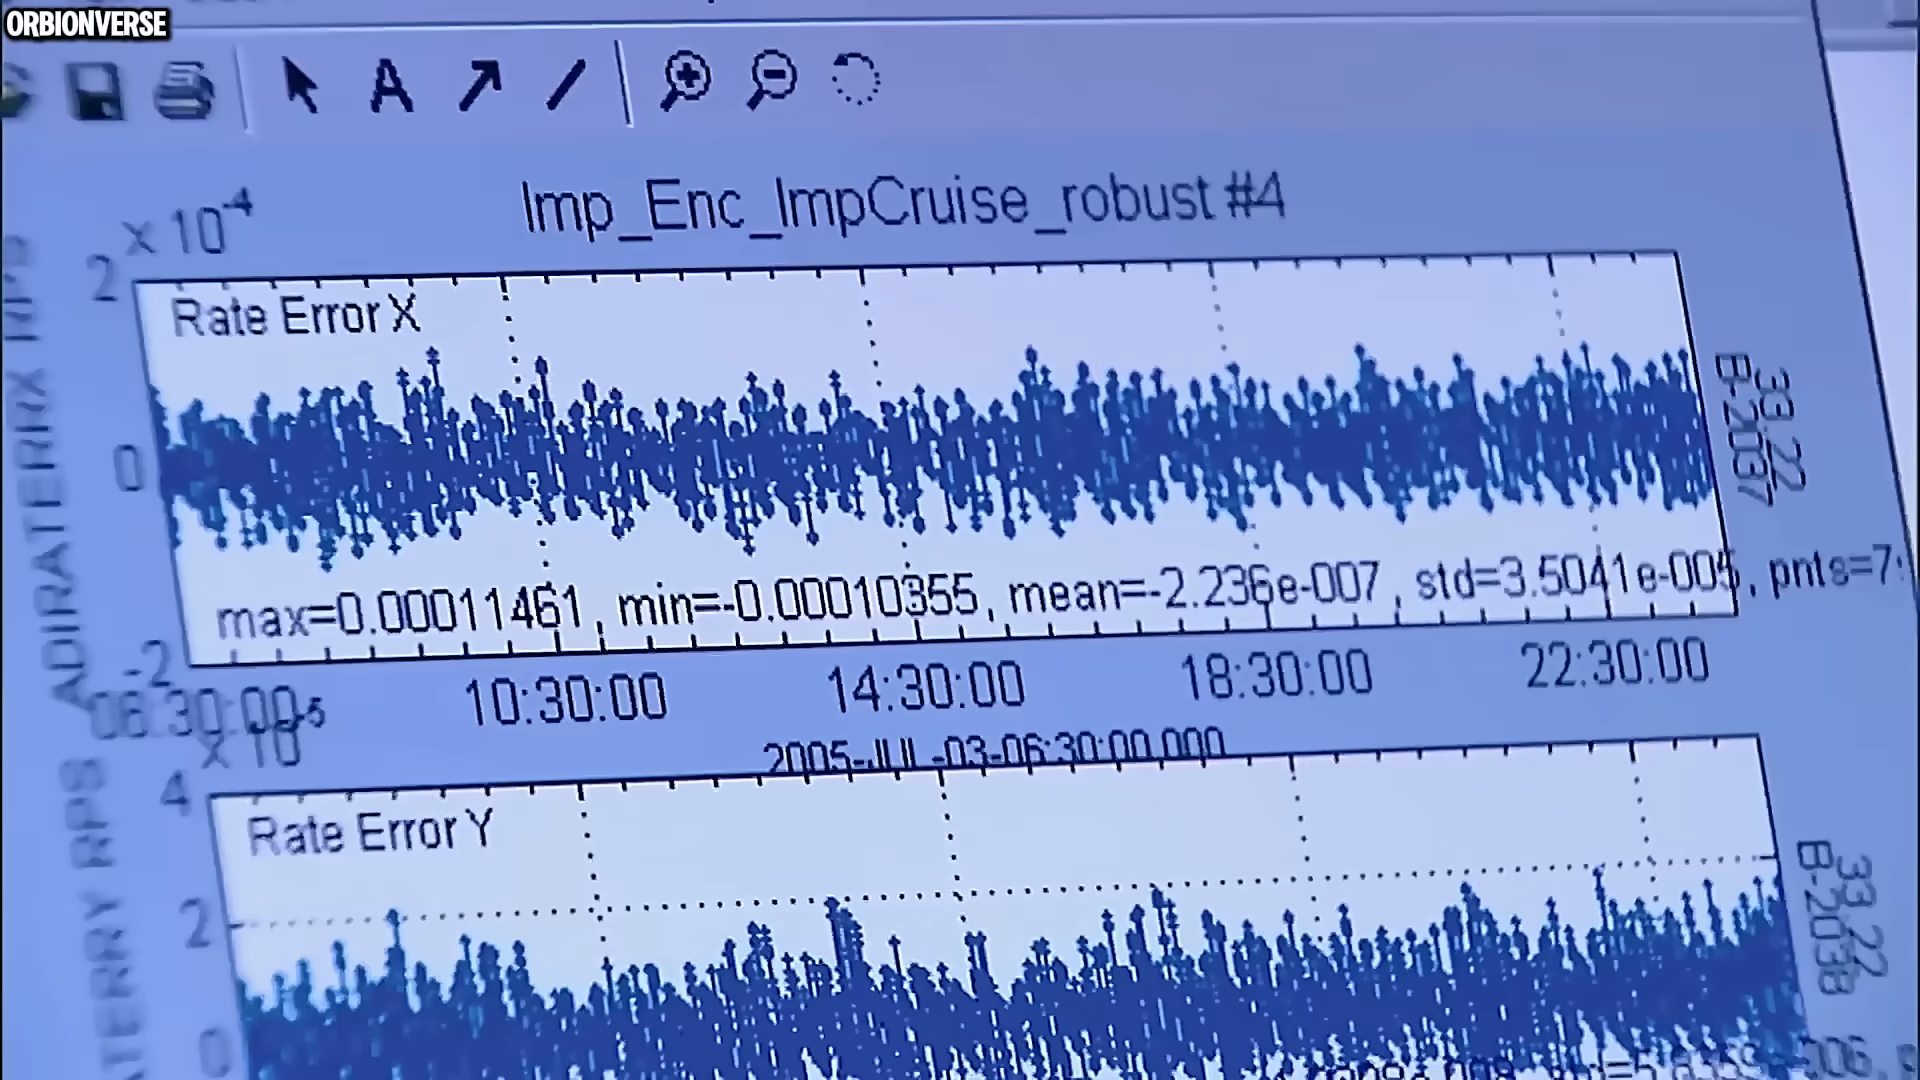 ORBIONVERSE
A
Imp_Enc_ImpCruise_robust #4
x 10-4
2
Rate Error X
0
-2
max=0.00011461, min=-0.00010355, mean=-2.236e-007, std=3.5041e-005, pnts=7
33.22
B-2037
06:30:00 10:30:00 14:30:00 18:30:00 22:30:00
2005-JUL-03-06:30:00.000
x 10-5
4
Rate Error Y
2
0
33.22
B-2038
ADIRATERRX RPS